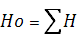 Ho = ∑H